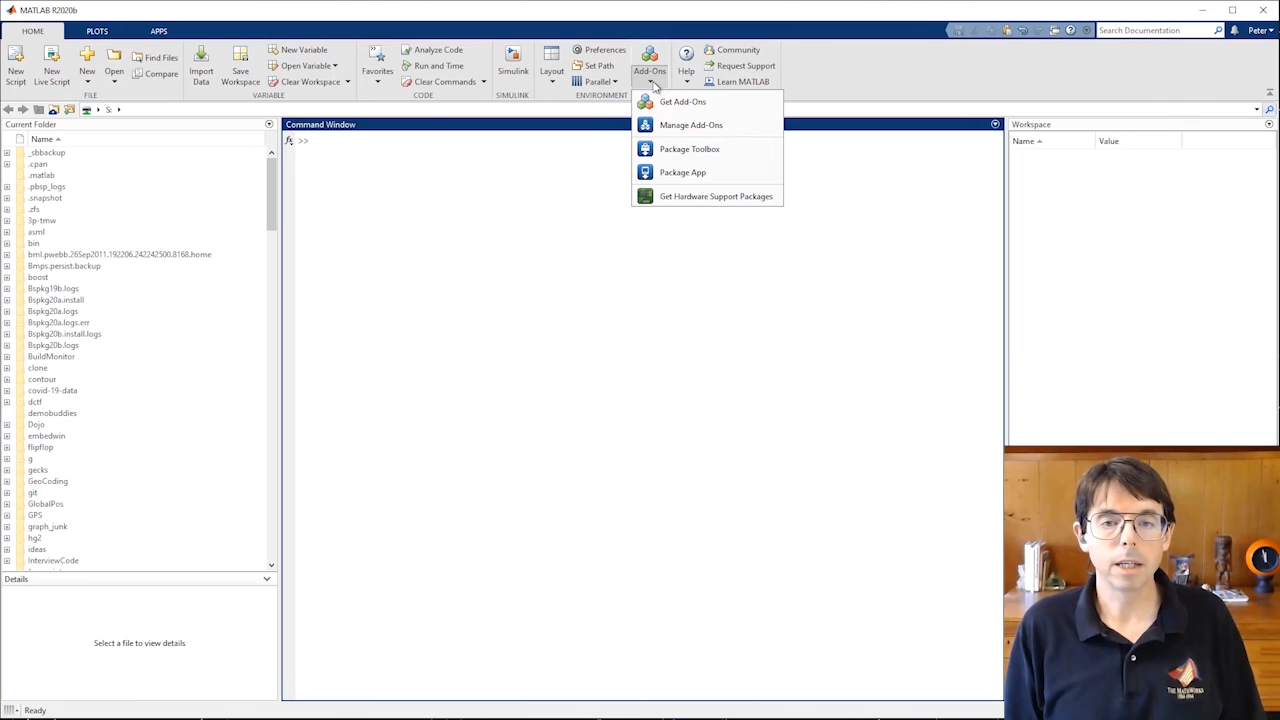 MATLAB R2020b
HOME
PLOTS
APPS
Search Documentation
Peter
New
Script
New
Live Script
New
Open
Find Files
Compare
Import
Data
Save
Workspace
New Variable
Open Variable
Clear Workspace
Favorites
Analyze Code
Run and Time
Clear Commands
Simulink
Layout
Preferences
Set Path
Parallel
Add-Ons
Help
Community
Request Support
Learn MATLAB
FILE
VARIABLE
CODE
SIMULINK
ENVIRONMENT
Get Add-Ons
Manage Add-Ons
Package Toolbox
Package App
Get Hardware Support Packages
S:
Current Folder
Name
_sbbackup
.cpan
.matlab
.pbsp_logs
.snapshot
.zfs
3p-tmw
asml
bin
bml.pwebb.26Sep2011.192206.242242500.8168.home
Bmps.persist.backup
boost
Bspkg19b.logs
Bspkg20a.install
Bspkg20a.logs
Bspkg20a.logs.err
Bspkg20b.install.logs
Bspkg20b.logs
BuildMonitor
clone
contour
covid-19-data
dctf
demobuddies
Dojo
embedwin
flipflop
g
gecks
GeoCoding
git
GlobalPos
GPS
graph_junk
hg2
ideas
InterviewCode
Details
Select a file to view details
Ready
Command Window
fx >>
Workspace
Name
Value
THE MATHWORKS